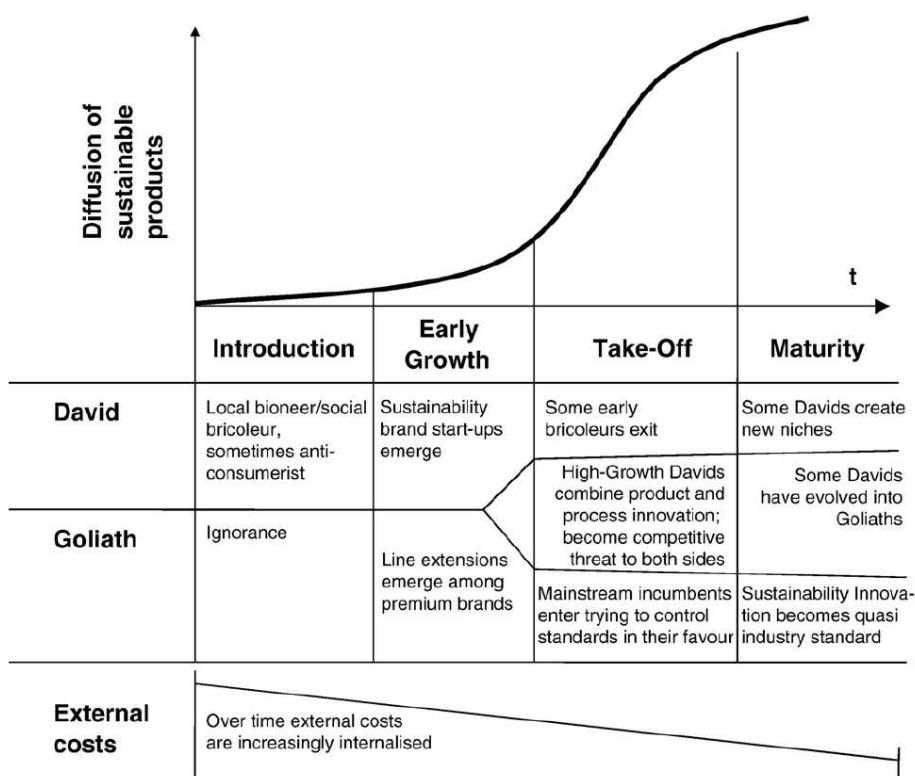 Diffusion of
sustainable
products
t
Introduction
Early
Growth
Take-Off
Maturity
David
Local bioneer/social
bricoleur,
sometimes anti-
consumerist
Sustainability
brand start-ups
emerge
Some early
bricoleurs exit
Some Davids create
new niches
High-Growth Davids
combine product and
process innovation;
become competitive
threat to both sides
Some Davids
have evolved into
Goliaths
Goliath
Ignorance
Line extensions
emerge among
premium brands
Mainstream incumbents
enter trying to control
standards in their favour
Sustainability Innova-
tion becomes quasi
industry standard
External
costs
Over time external costs
are increasingly internalised